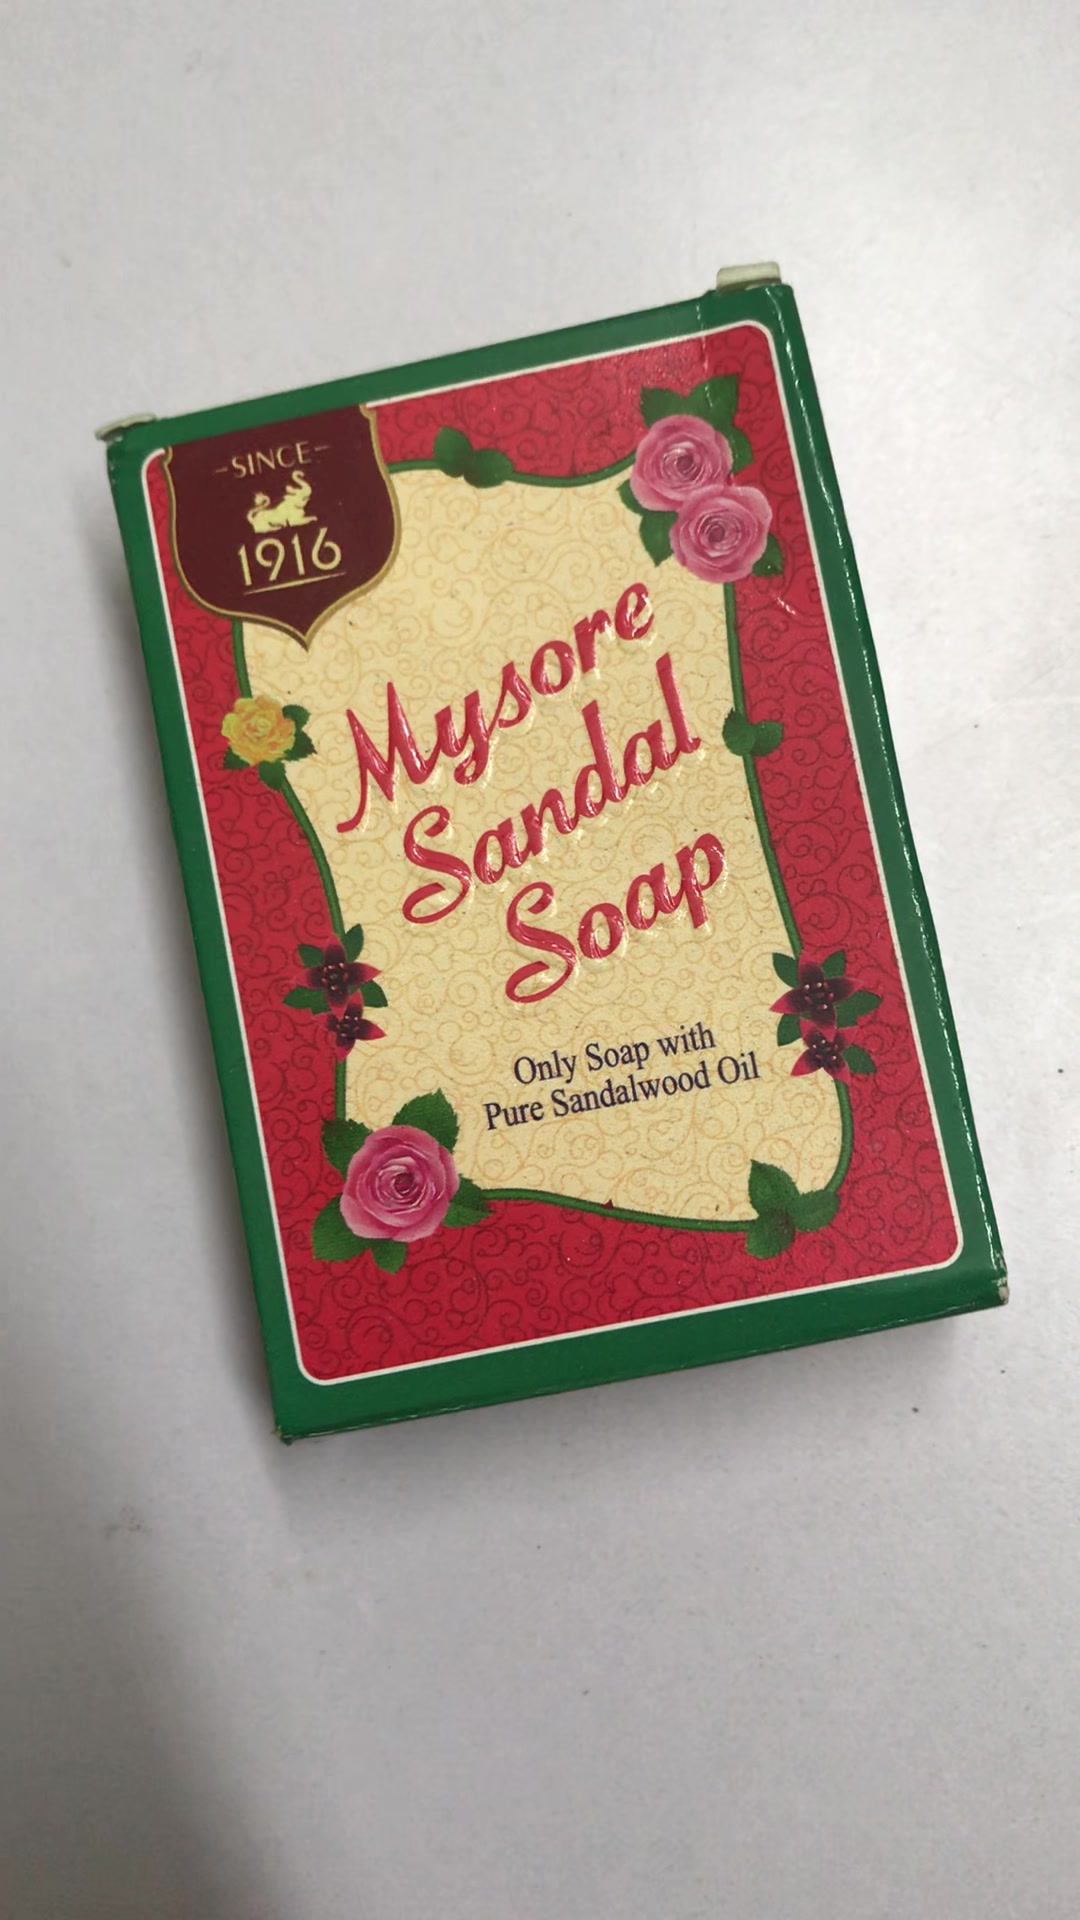 -SINCE-
1916
Mysore
Sandal
Soap
Only Soap with
Pure Sandalwood Oil